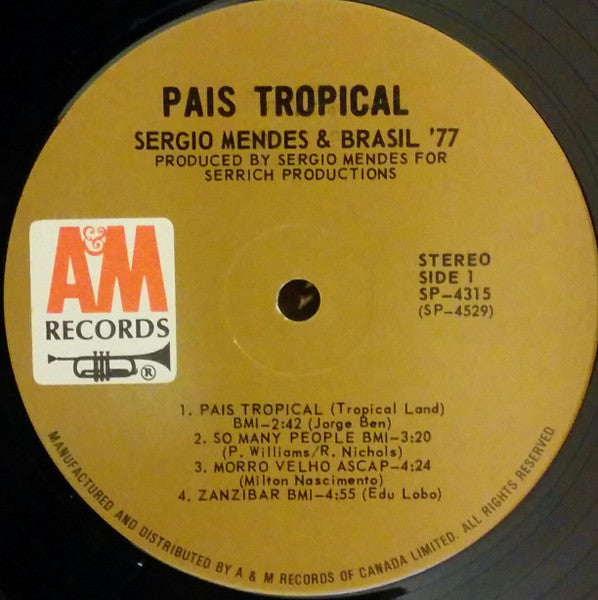 PAIS TROPICAL
SERGIO MENDES & BRASIL '77
PRODUCED BY SERGIO MENDES FOR
SERRICH PRODUCTIONS
A&M
RECORDS
®
STEREO
SIDE 1
SP-4315
(SP-4529)
1. PAIS TROPICAL (Tropical Land)
BMI-2:42 (Jorge Ben)
2. SO MANY PEOPLE BMI-3:20
(P. Williams/R. Nichols)
3. MORRO VELHO ASCAP-4:24
(Milton Nascimento)
4. ZANZIBAR BMI-4:55 (Edu Lobo)
MANUFACTURED AND DISTRIBUTED BY A & M RECORDS OF CANADA LIMITED. ALL RIGHTS RESERVED